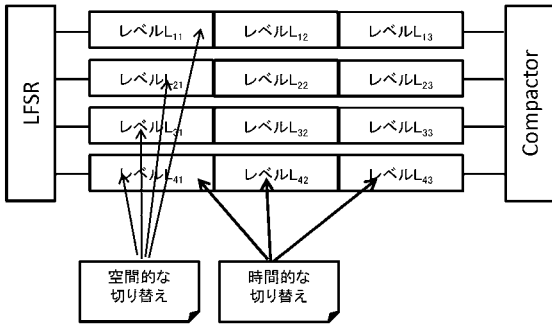 LFSR
レベルL11
レベルL12
レベルL13
レベルL21
レベルL22
レベルL23
レベルL31
レベルL32
レベルL33
レベルL41
レベルL42
レベルL43
Compactor
空間的な
切り替え
時間的な
切り替え